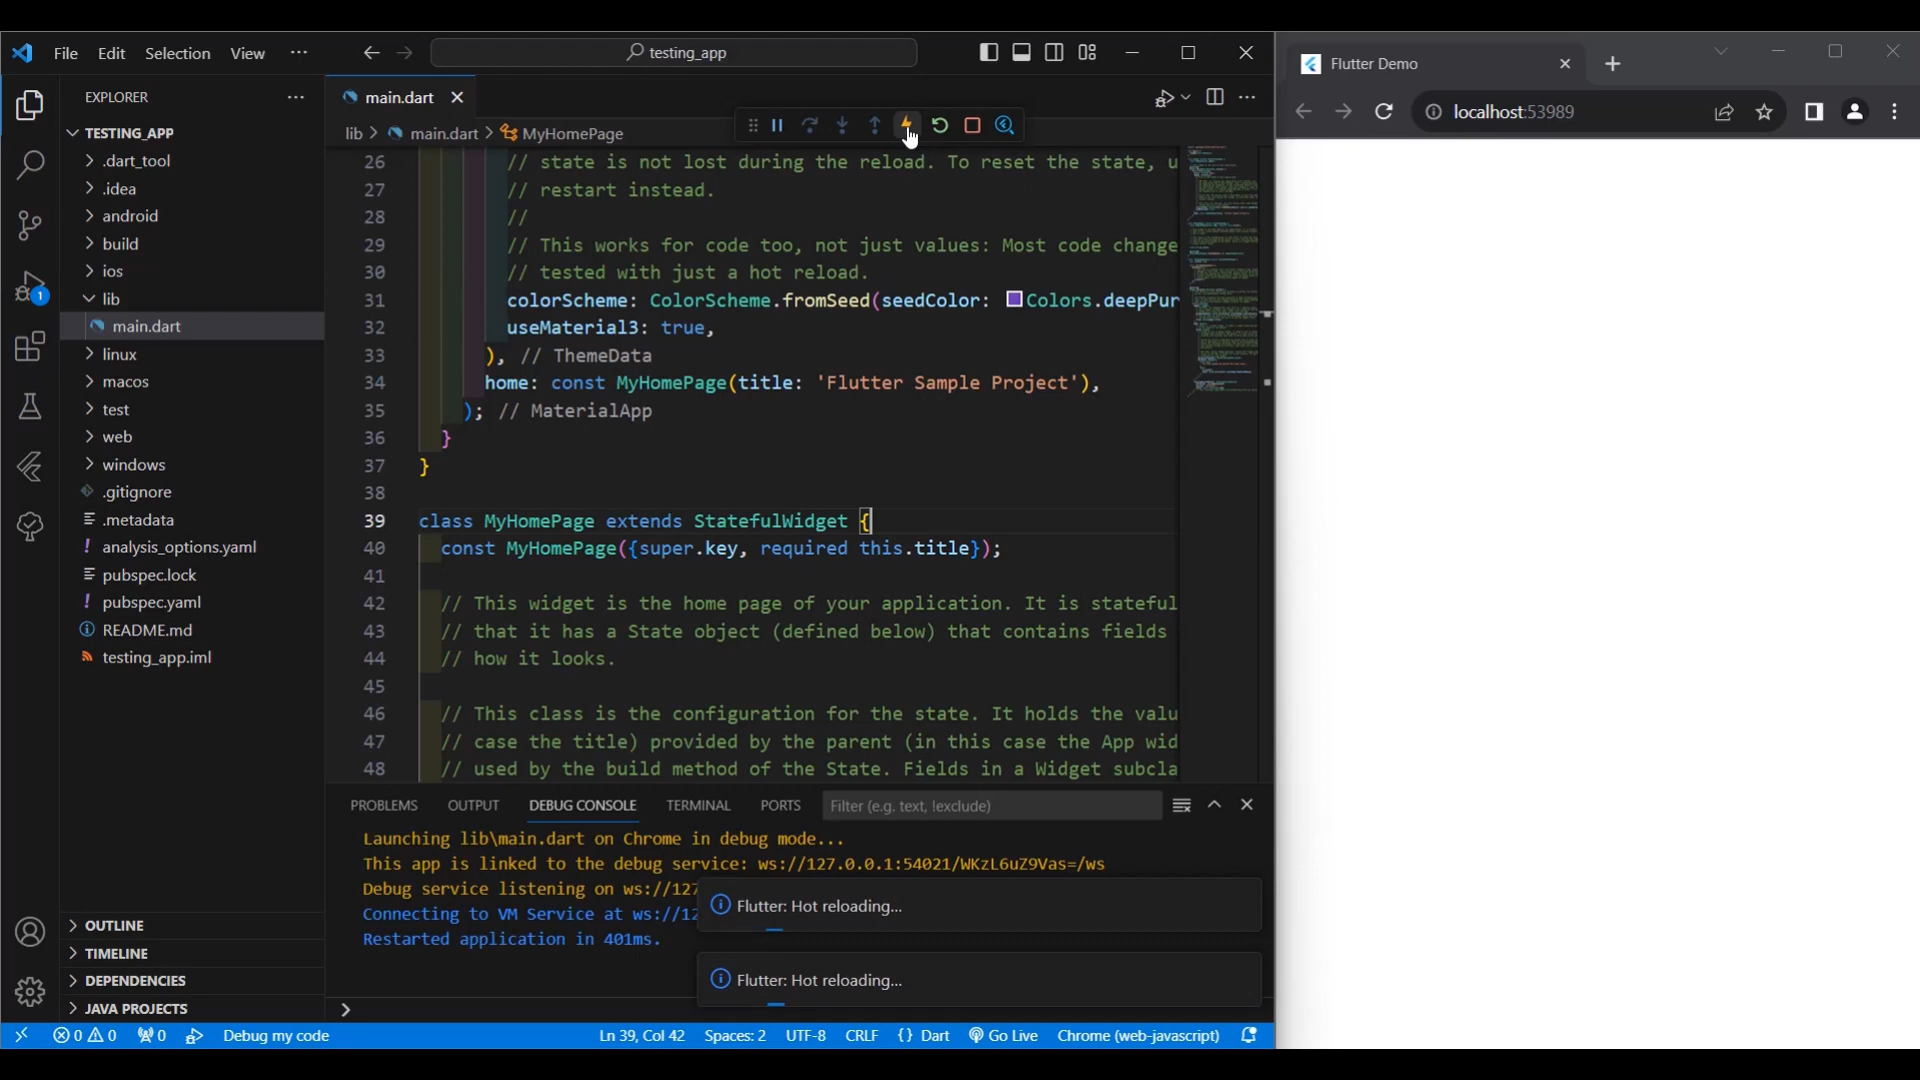 File Edit Selection View ···
testing_app
Flutter Demo
localhost:53989
EXPLORER
TESTING_APP
.dart_tool
.idea
android
build
ios
lib
main.dart
linux
macos
test
web
windows
.gitignore
.metadata
analysis_options.yaml
pubspec.lock
pubspec.yaml
README.md
testing_app.iml
OUTLINE
TIMELINE
DEPENDENCIES
JAVA PROJECTS
1
main.dart
lib > main.dart > MyHomePage
26 // state is not lost during the reload. To reset the state, u
27 // restart instead.
28 //
29 // This works for code too, not just values: Most code change
30 // tested with just a hot reload.
31 colorScheme: ColorScheme.fromSeed(seedColor: Colors.deepPur
32 useMaterial3: true,
33 ), // ThemeData
34 home: const MyHomePage(title: 'Flutter Sample Project'),
35 ); // MaterialApp
36 }
37 }
38
39 class MyHomePage extends StatefulWidget {
40 const MyHomePage({super.key, required this.title});
41
42 // This widget is the home page of your application. It is stateful
43 // that it has a State object (defined below) that contains fields
44 // how it looks.
45
46 // This class is the configuration for the state. It holds the valu
47 // case the title) provided by the parent (in this case the App wid
48 // used by the build method of the State. Fields in a Widget subcla
PROBLEMS OUTPUT DEBUG CONSOLE TERMINAL PORTS Filter (e.g. text, !exclude)
Launching lib\main.dart on Chrome in debug mode...
This app is linked to the debug service: ws://127.0.0.1:54021/WKzL6uZ9Vas=/ws
Debug service listening on ws://127
Connecting to VM Service at ws://12
Restarted application in 401ms.
Flutter: Hot reloading...
Flutter: Hot reloading...
0 0 0 Debug my code Ln 39, Col 42 Spaces: 2 UTF-8 CRLF {} Dart Go Live Chrome (web-javascript)